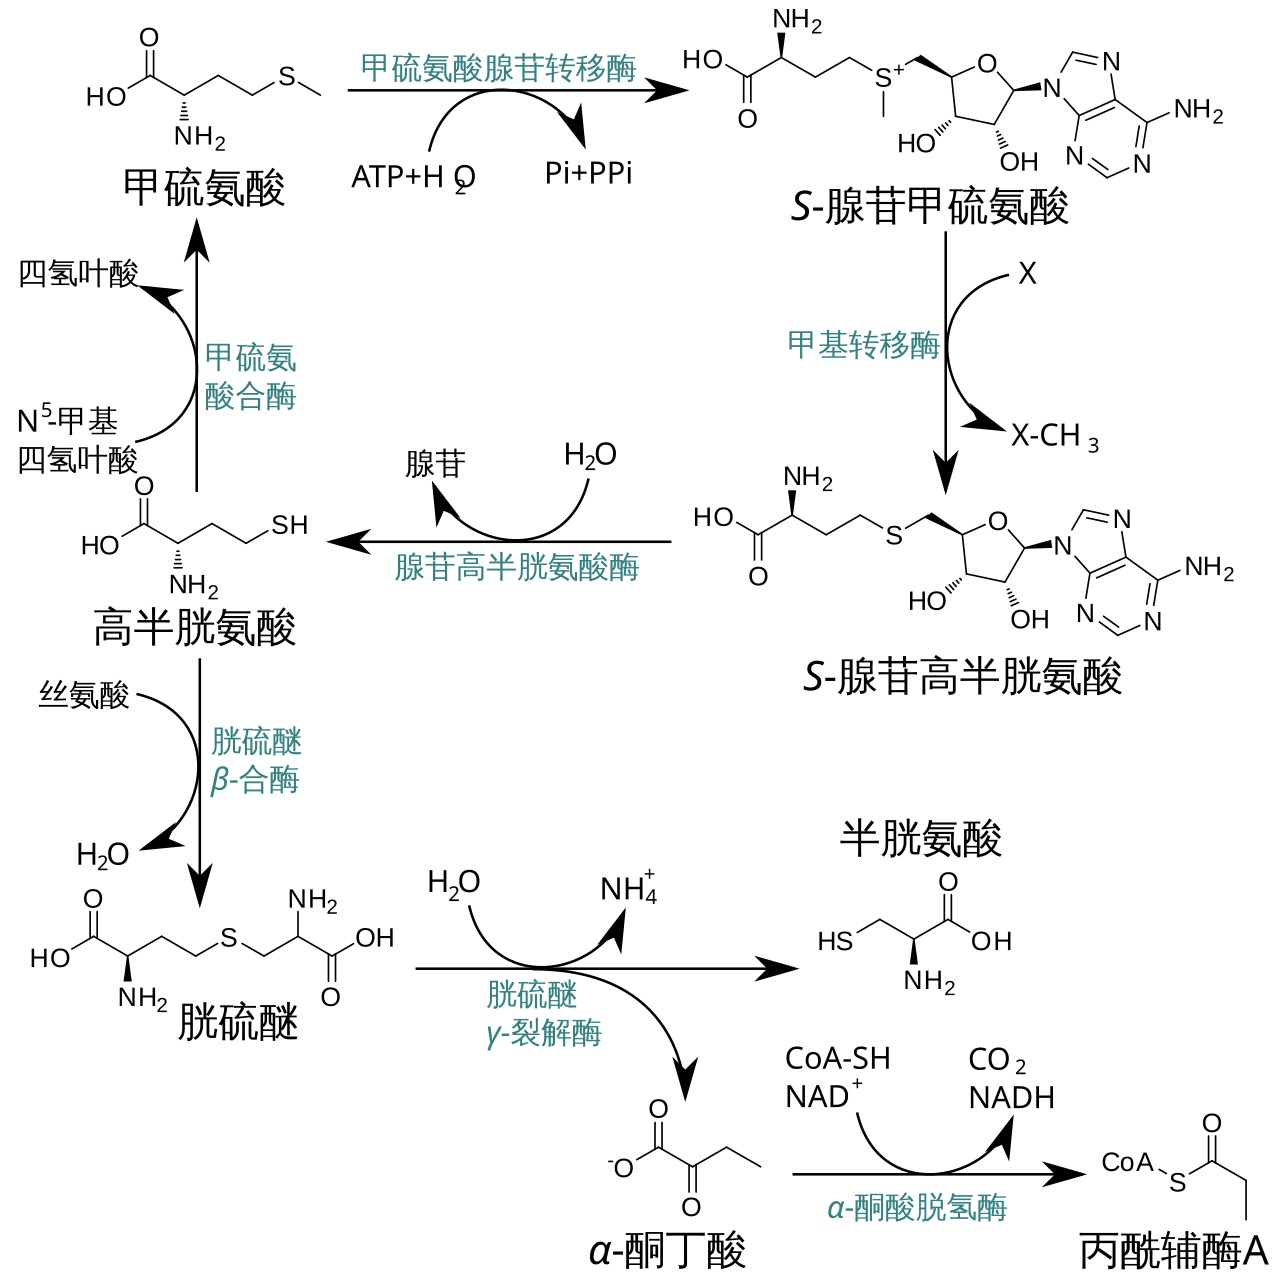 O
HO
NH2
S
甲硫氨酸
甲硫氨酸腺苷转移酶
ATP+H2O
Pi+PPi
NH2
HO
O
S+
O
HO
OH
N
N
N
N
NH2
S-腺苷甲硫氨酸
四氢叶酸
甲硫氨
酸合酶
N5-甲基
四氢叶酸
X
甲基转移酶
X-CH3
腺苷
H2O
腺苷高半胱氨酸酶
O
HO
SH
NH2
高半胱氨酸
NH2
HO
O
S
O
HO
OH
N
N
N
N
NH2
S-腺苷高半胱氨酸
丝氨酸
胱硫醚
β-合酶
H2O
O
HO
NH2
S
NH2
OH
O
胱硫醚
H2O
NH4+
胱硫醚
γ-裂解酶
半胱氨酸
O
HS
OH
NH2
CoA-SH
NAD+
CO2
NADH
O
-O
O
α-酮丁酸
α-酮酸脱氢酶
O
CoA
S
丙酰辅酶A